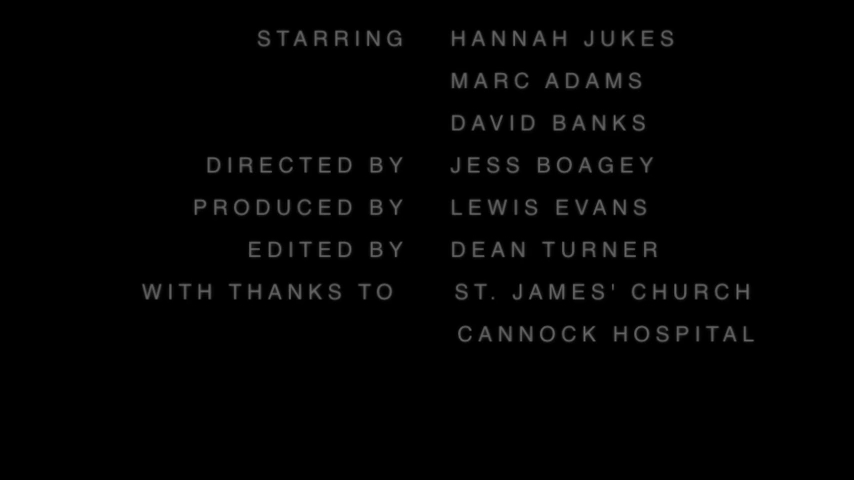 STARRING HANNAH JUKES
MARC ADAMS
DAVID BANKS
DIRECTED BY JESS BOAGEY
PRODUCED BY LEWIS EVANS
EDITED BY DEAN TURNER
WITH THANKS TO ST. JAMES' CHURCH
CANNOCK HOSPITAL